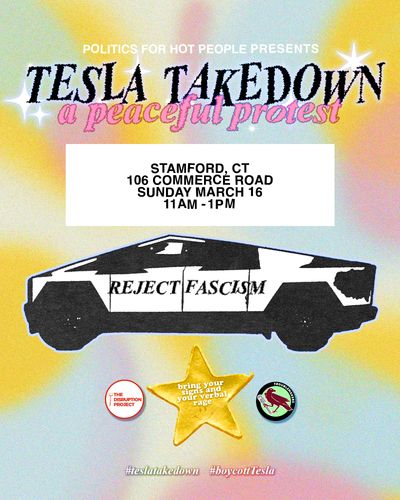 POLITICS FOR HOT PEOPLE PRESENTS
TESLA TAKEDOWN
a peaceful protest
STAMFORD, CT
106 COMMERCE ROAD
SUNDAY MARCH 16
11AM - 1PM
REJECT FASCISM
bring your
signs and
your verbal
rage
THE
DISRUPTION
PROJECT
#teslatakedown #boycottTesla